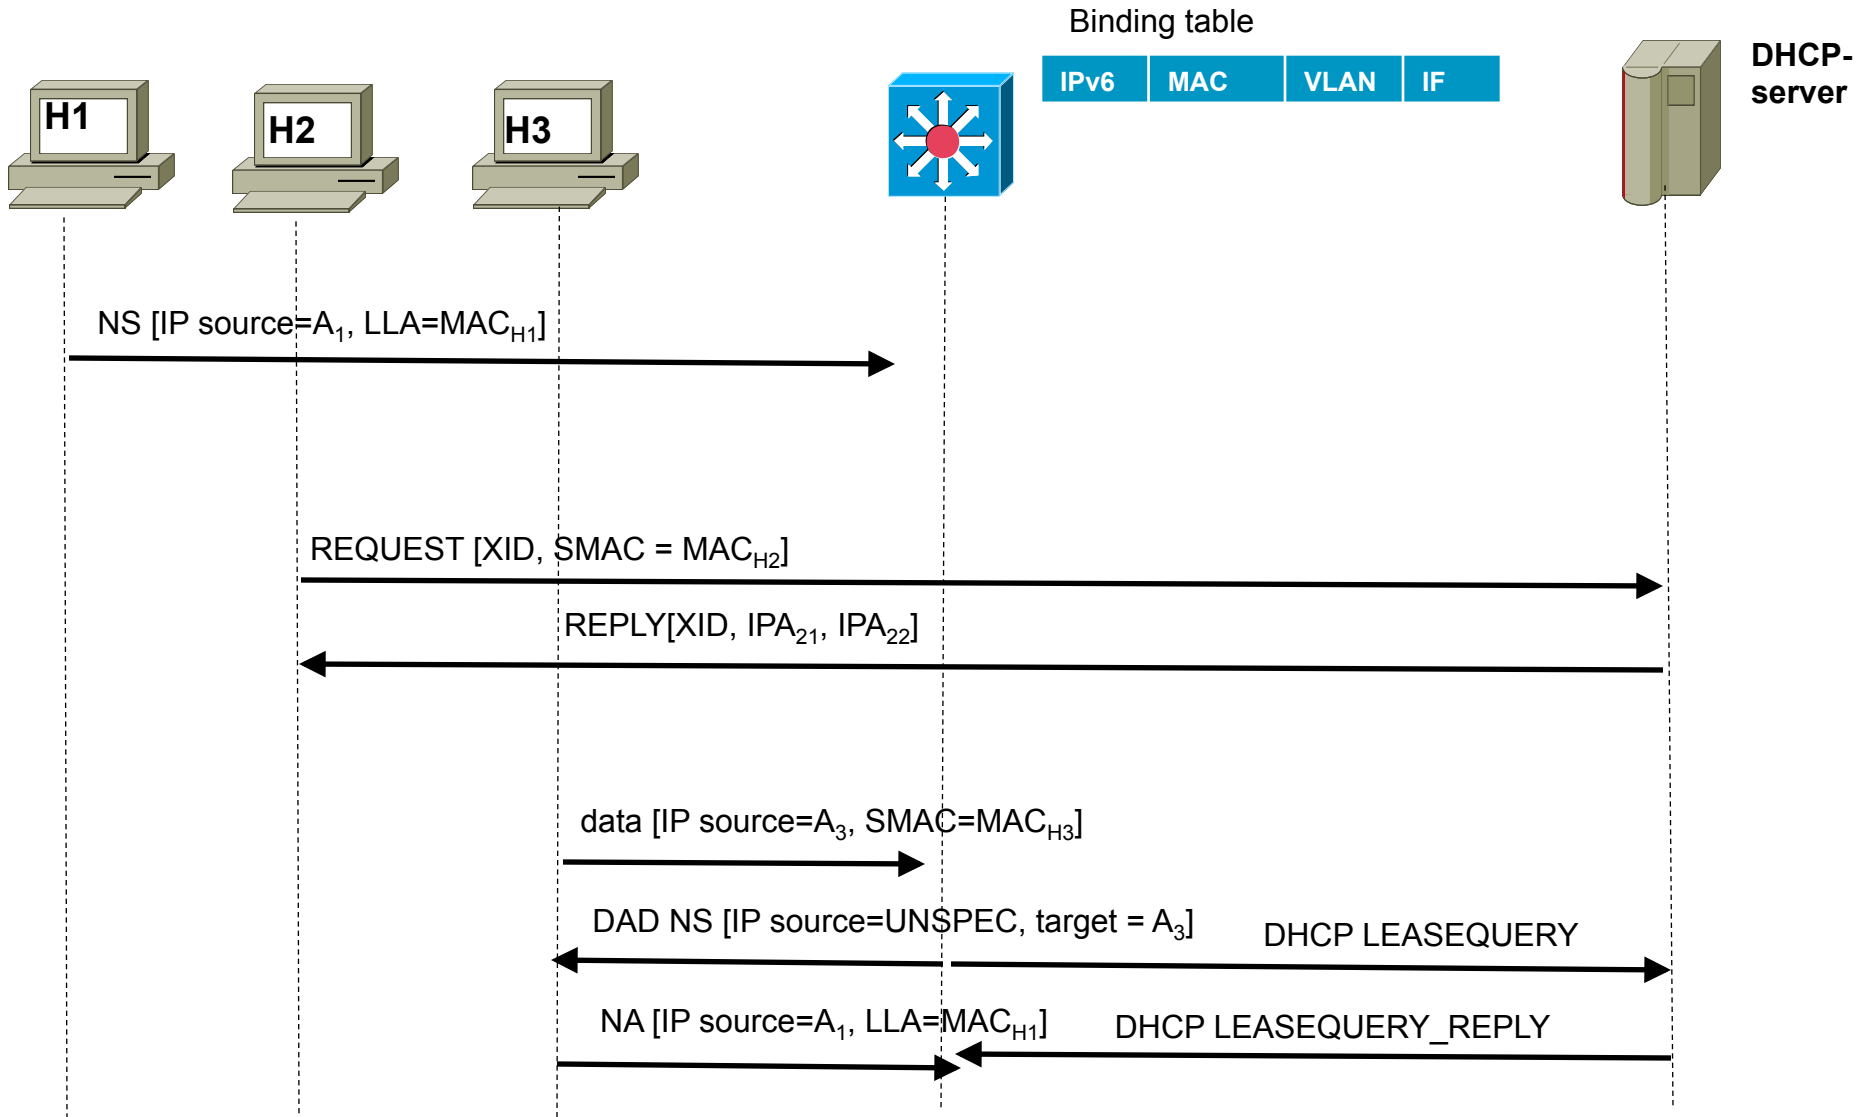 Binding table
IPv6 MAC VLAN IF
DHCP-
server
H1
H2
H3
NS [IP source=A1, LLA=MACH1]
REQUEST [XID, SMAC = MACH2]
REPLY[XID, IPA21, IPA22]
data [IP source=A3, SMAC=MACH3]
DAD NS [IP source=UNSPEC, target = A3]
DHCP LEASEQUERY
NA [IP source=A1, LLA=MACH1]
DHCP LEASEQUERY_REPLY